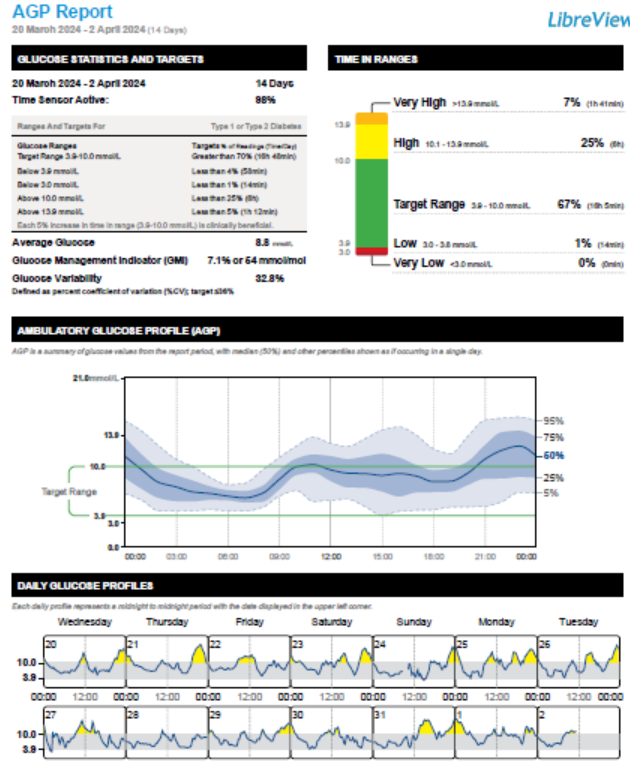 AGP Report
LibreView
20 March 2024 - 2 April 2024 (14 Days)
GLUCOSE STATISTICS AND TARGETS
20 March 2024 - 2 April 2024 14 Days
Time Sensor Active: 98%
Ranges And Targets For Type 1 or Type 2 Diabetes
Glucose Ranges Targets % of Readings (Time/Day)
Target Range 3.9-10.0 mmol/L Greater than 70% (16h 48min)
Below 3.9 mmol/L Less than 4% (58min)
Below 3.0 mmol/L Less than 1% (14min)
Above 10.0 mmol/L Less than 25% (6h)
Above 13.9 mmol/L Less than 5% (1h 12min)
Each 5% increase in time in range (3.9-10.0 mmol/L) is clinically beneficial.
Average Glucose 8.8 mmol/L
Glucose Management Indicator (GMI) 7.1% or 54 mmol/mol
Glucose Variability 32.8%
Defined as percent coefficient of variation (%CV); target ≤36%
TIME IN RANGES
Very High >13.9 mmol/L 7% (1h 41min)
13.9
High 10.1 - 13.9 mmol/L 25% (6h)
10.0
Target Range 3.9 - 10.0 mmol/L 67% (16h 5min)
3.9
Low 3.0 - 3.8 mmol/L 1% (14min)
3.0
Very Low <3.0 mmol/L 0% (0min)
AMBULATORY GLUCOSE PROFILE (AGP)
AGP is a summary of glucose values from the report period, with median (50%) and other percentiles shown as if occurring in a single day.
21.0 mmol/L
13.9
10.0
Target Range
3.9
3.0
0.0
95%
75%
50%
25%
5%
00:00 03:00 06:00 09:00 12:00 15:00 18:00 21:00 00:00
DAILY GLUCOSE PROFILES
Each daily profile represents a midnight to midnight period with the date displayed in the upper left corner.
Wednesday Thursday Friday Saturday Sunday Monday Tuesday
20 21 22 23 24 25 26
10.0
3.9
00:00 12:00 00:00 12:00 00:00 12:00 00:00 12:00 00:00 12:00 00:00 12:00 00:00 12:00 00:00
27 28 29 30 31 1 2
10.0
3.9